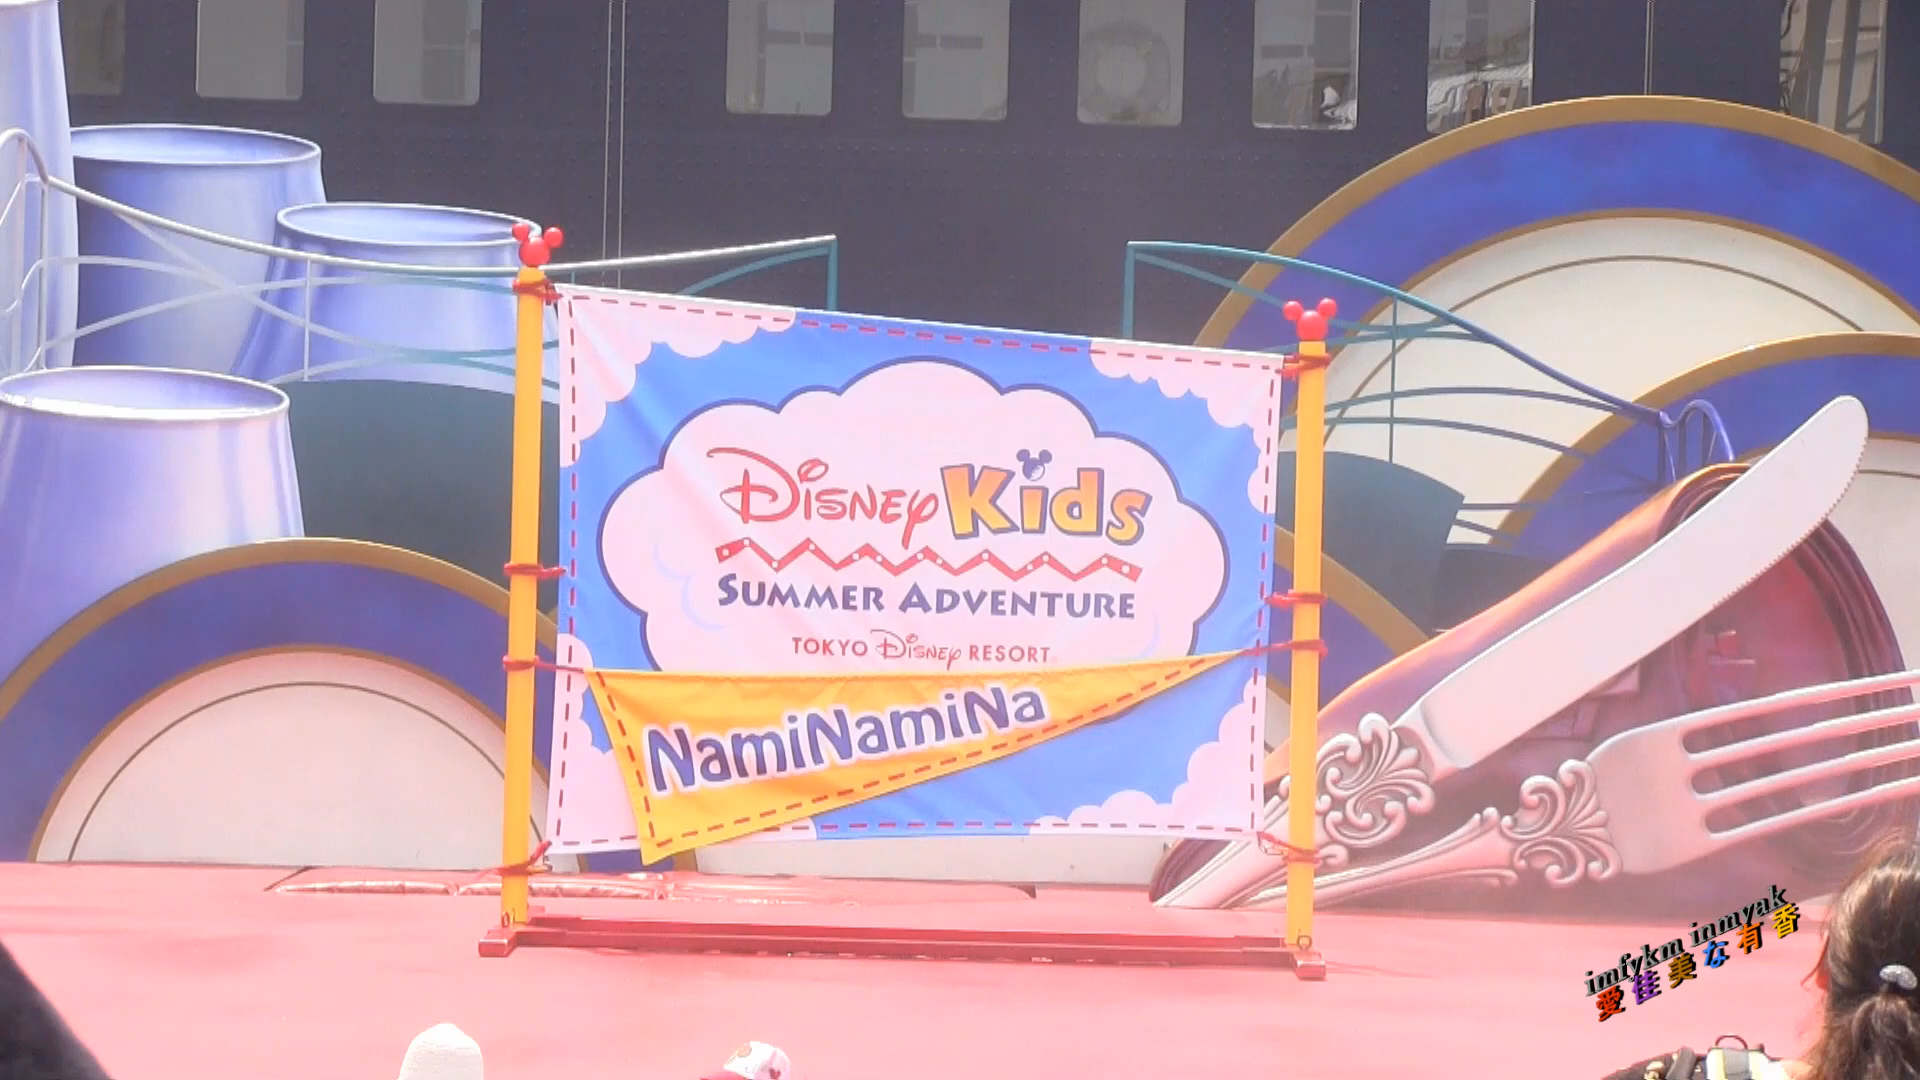 Disney Kids
SUMMER ADVENTURE
TOKYO Disney RESORT
NamiNamiNa
imfykm inmyak
愛佳美な有香